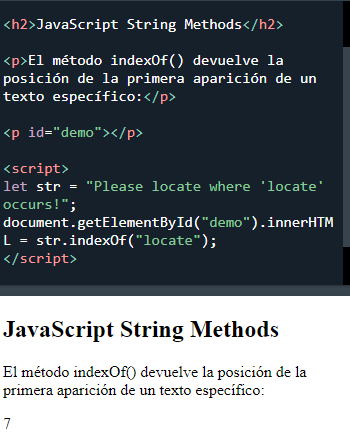 <h2>JavaScript String Methods</h2>
<p>El método indexOf() devuelve la
posición de la primera aparición de un
texto específico:</p>
<p id="demo"></p>
<script>
let str = "Please locate where 'locate'
occurs!";
document.getElementById("demo").innerHTM
L = str.indexOf("locate");
</script>
JavaScript String Methods
El método indexOf() devuelve la posición de la
primera aparición de un texto específico:
7